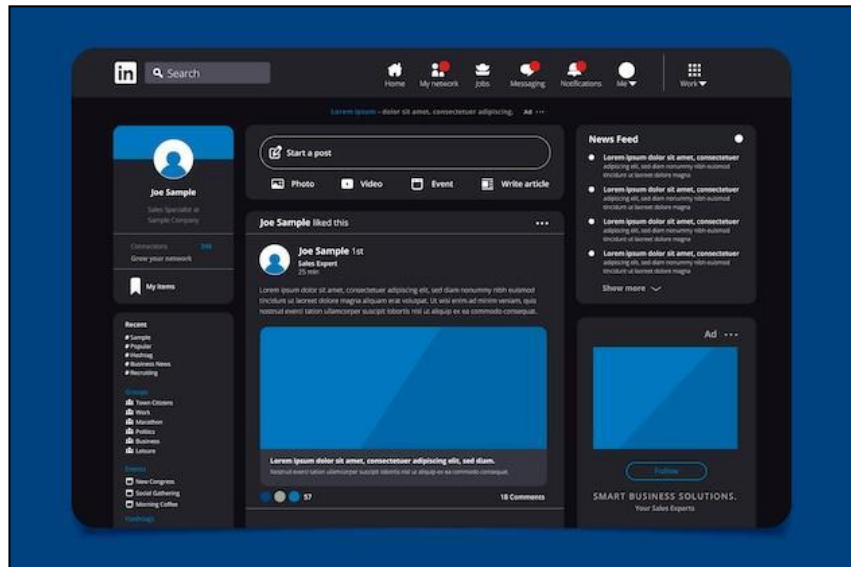 in
Search
Home
My network
Jobs
Messaging
Notifications
Me
Work
Lorem ipsum - dolor sit amet, consectetuer adipiscing. Ad
Joe Sample
Sales Specialist at
Sample Company
Connections
Grow your network
My items
Recent
# Sample
# Popular
# Hashtag
# Business News
# Recruiting
Groups
Town Citizens
Work
Marathon
Politics
Business
Leisure
Events
New Congress
Social Gathering
Morning Coffee
Hashtags
Start a post
Photo
Video
Event
Write article
Joe Sample liked this
Joe Sample 1st
Sales Expert
25 min
Lorem ipsum dolor sit amet, consectetuer adipiscing elit, sed diam nonummy nibh euismod
tincidunt ut laoreet dolore magna aliquam erat volutpat. Ut wisi enim ad minim veniam, quis
nostrud exerci tation ullamcorper suscipit lobortis nisl ut aliquip ex ea commodo consequat.
Lorem ipsum dolor sit amet, consectetuer adipiscing elit, sed diam.
Nostrud exerci tation ullamcorper suscipit lobortis nisl ut aliquip ex ea commodo consequat.
57
18 Comments
News Feed
Lorem ipsum dolor sit amet, consectetuer
adipiscing elit, sed diam nonummy nibh euismod
tincidunt ut laoreet dolore magna
Lorem ipsum dolor sit amet, consectetuer
adipiscing elit, sed diam nonummy nibh euismod
tincidunt ut laoreet dolore magna
Lorem ipsum dolor sit amet, consectetuer
adipiscing elit, sed diam nonummy nibh euismod
tincidunt ut laoreet dolore magna
Lorem ipsum dolor sit amet, consectetuer
adipiscing elit, sed diam nonummy nibh euismod
tincidunt ut laoreet dolore magna
Show more
Ad
Follow
SMART BUSINESS SOLUTIONS.
Your Sales Experts